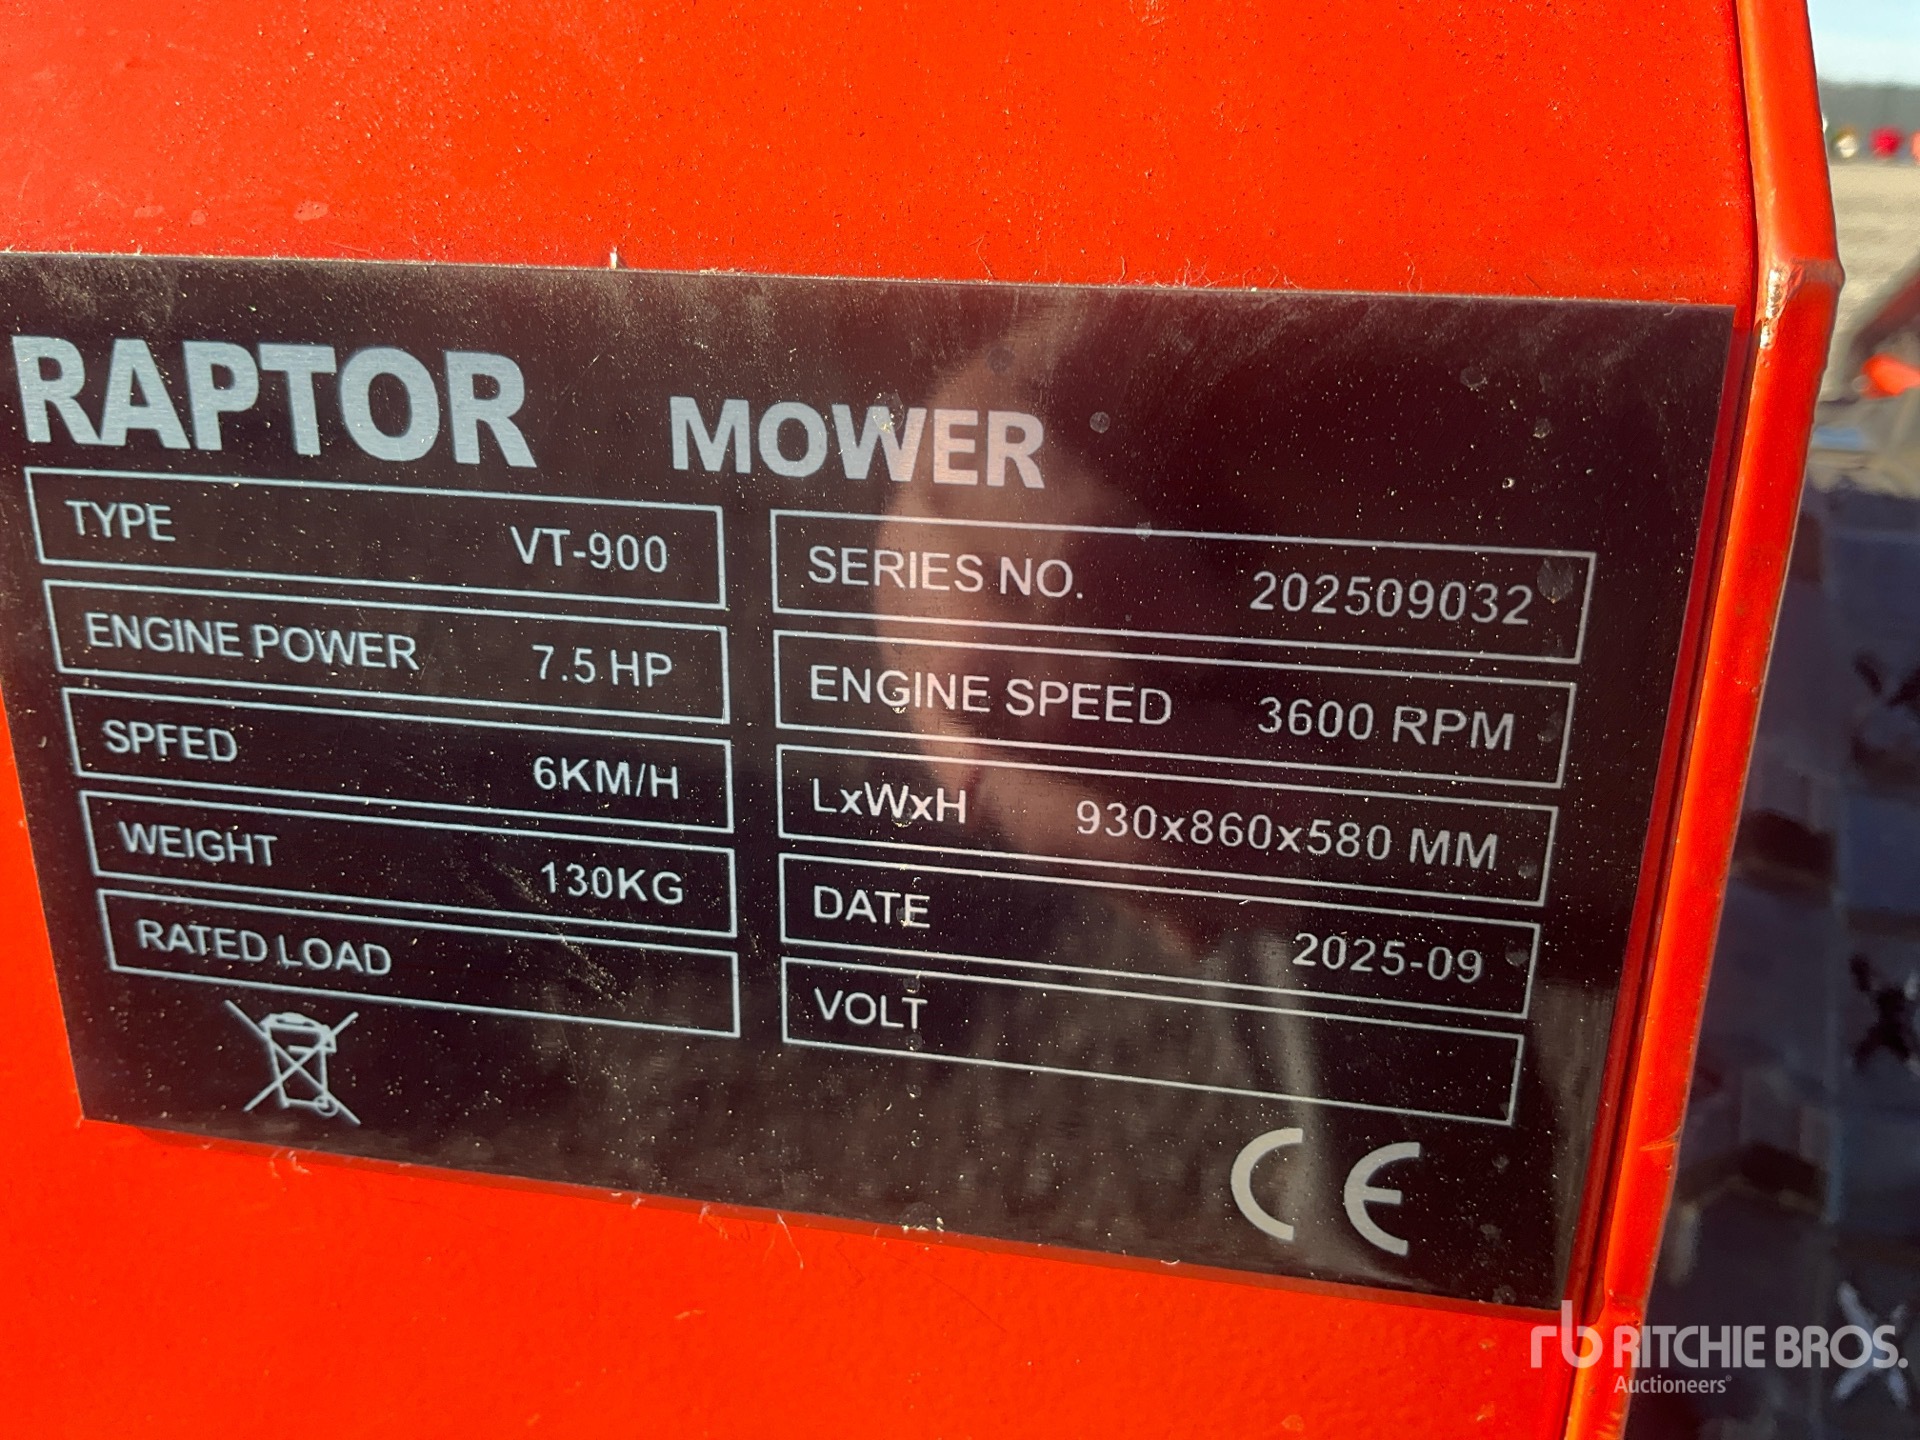 RAPTOR MOWER
TYPE VT-900
SERIES NO. 202509032
ENGINE POWER 7.5 HP
ENGINE SPEED 3600 RPM
SPFED 6KM/H
LxWxH 930x860x580 MM
WEIGHT 130KG
DATE 2025-09
RATED LOAD
VOLT
CE
rb RITCHIE BROS.
Auctioneers®